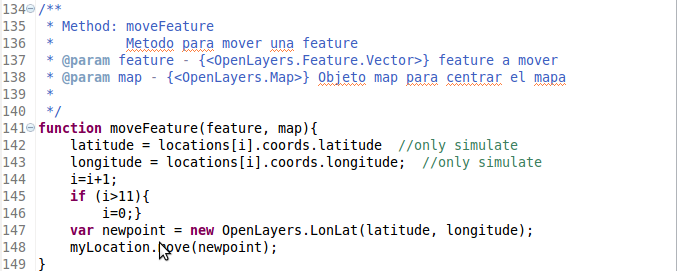 134 /**
135  * Method: moveFeature
136  *         Metodo para mover una feature
137  * @param feature - {<OpenLayers.Feature.Vector>} feature a mover
138  * @param map - {<OpenLayers.Map>} Objeto map para centrar el mapa
139  *
140  */
141 function moveFeature(feature, map){
142     latitude = locations[i].coords.latitude  //only simulate
143     longitude = locations[i].coords.longitude;  //only simulate
144     i=i+1;
145     if (i>11){
146         i=0;}
147     var newpoint = new OpenLayers.LonLat(latitude, longitude);
148     myLocation.move(newpoint);
149 }